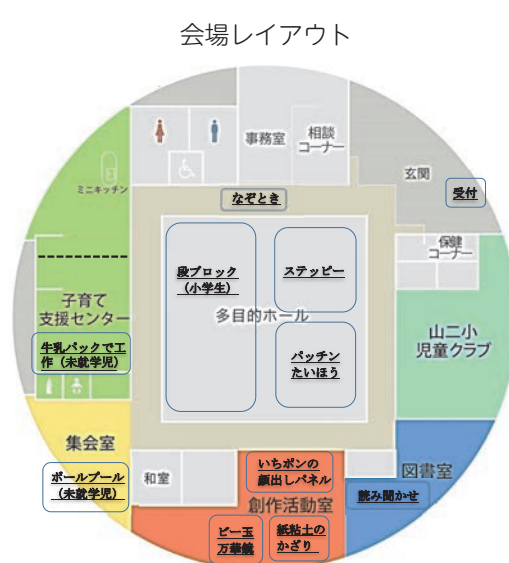 会場レイアウト
事務室
相談
コーナー
玄関
受付
ミニキッチン
なぞとき
保健
コーナー
段ブロック
(小学生)
ステッピー
子育て
支援センター
多目的ホール
山二小
児童クラブ
牛乳パックで工
作(未就学児)
パッチン
たいほう
集会室
ボールプール
(未就学児)
和室
いちポンの
顔出しパネル
創作活動室
図書室
読み聞かせ
ビー玉
万華鏡
紙粘土の
かざり